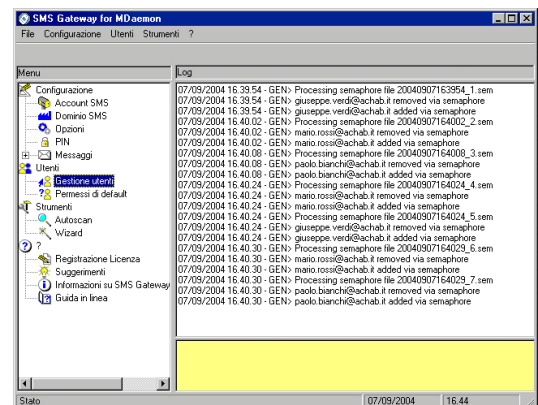 SMS Gateway for MDaemon
File Configurazione Utenti Strumenti ?
Menu
Configurazione
Account SMS
Dominio SMS
Opzioni
PIN
Messaggi
Utenti
Gestione utenti
Permessi di default
Strumenti
Autoscan
Wizard
?
Registrazione Licenza
Suggerimenti
Informazioni su SMS Gateway
Guida in linea
Log
07/09/2004 16.39.54 - GEN> Processing semaphore file 20040907163954_1.sem
07/09/2004 16.39.54 - GEN> giuseppe.verdi@achab.it removed via semaphore
07/09/2004 16.39.54 - GEN> giuseppe.verdi@achab.it added via semaphore
07/09/2004 16.40.02 - GEN> Processing semaphore file 20040907164002_2.sem
07/09/2004 16.40.02 - GEN> mario.rossi@achab.it removed via semaphore
07/09/2004 16.40.02 - GEN> mario.rossi@achab.it added via semaphore
07/09/2004 16.40.08 - GEN> Processing semaphore file 20040907164008_3.sem
07/09/2004 16.40.08 - GEN> paolo.bianchi@achab.it removed via semaphore
07/09/2004 16.40.08 - GEN> paolo.bianchi@achab.it added via semaphore
07/09/2004 16.40.24 - GEN> Processing semaphore file 20040907164024_4.sem
07/09/2004 16.40.24 - GEN> mario.rossi@achab.it removed via semaphore
07/09/2004 16.40.24 - GEN> mario.rossi@achab.it added via semaphore
07/09/2004 16.40.24 - GEN> Processing semaphore file 20040907164024_5.sem
07/09/2004 16.40.24 - GEN> giuseppe.verdi@achab.it removed via semaphore
07/09/2004 16.40.24 - GEN> giuseppe.verdi@achab.it added via semaphore
07/09/2004 16.40.30 - GEN> Processing semaphore file 20040907164029_6.sem
07/09/2004 16.40.30 - GEN> mario.rossi@achab.it removed via semaphore
07/09/2004 16.40.30 - GEN> mario.rossi@achab.it added via semaphore
07/09/2004 16.40.30 - GEN> Processing semaphore file 20040907164029_7.sem
07/09/2004 16.40.30 - GEN> paolo.bianchi@achab.it removed via semaphore
07/09/2004 16.40.30 - GEN> paolo.bianchi@achab.it added via semaphore
Stato 07/09/2004 16.44